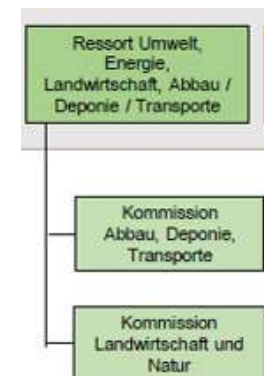 Ressort Umwelt,
Energie,
Landwirtschaft, Abbau /
Deponie / Transporte
Kommission
Abbau, Deponie,
Transporte
Kommission
Landwirtschaft und
Natur